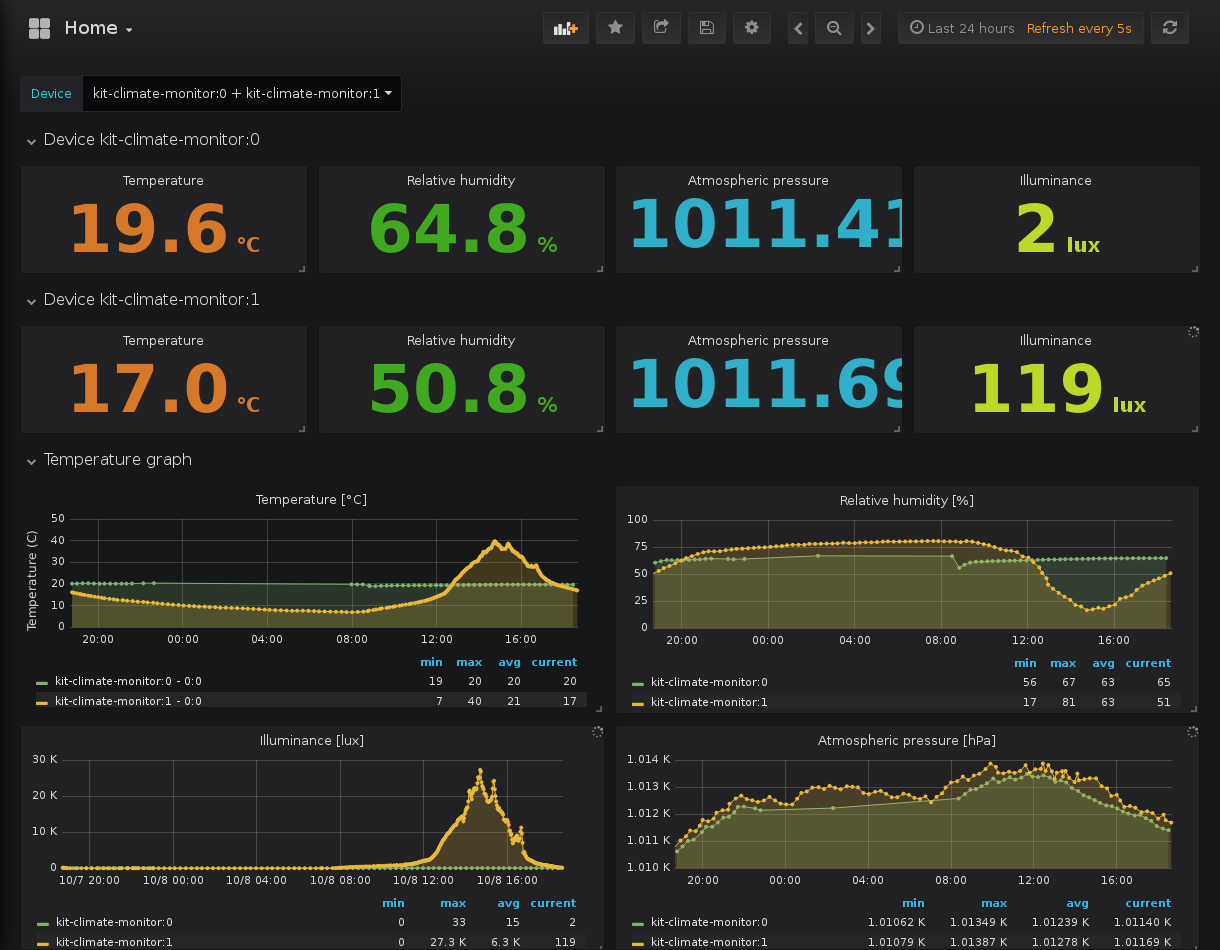 Home
Last 24 hours Refresh every 5s
Device kit-climate-monitor:0 + kit-climate-monitor:1
Device kit-climate-monitor:0
Temperature Relative humidity Atmospheric pressure Illuminance
19.6 °C 64.8 % 1011.41 2 lux
Device kit-climate-monitor:1
Temperature Relative humidity Atmospheric pressure Illuminance
17.0 °C 50.8 % 1011.69 119 lux
Temperature graph
Temperature [°C]
Temperature (C)
50
40
30
20
10
0
20:00 00:00 04:00 08:00 12:00 16:00
min max avg current
kit-climate-monitor:0 - 0:0 19 20 20 20
kit-climate-monitor:1 - 0:0 7 40 21 17
Relative humidity [%]
100
75
50
25
0
20:00 00:00 04:00 08:00 12:00 16:00
min max avg current
kit-climate-monitor:0 56 67 63 65
kit-climate-monitor:1 17 81 63 51
Illuminance [lux]
30 K
20 K
10 K
0
10/7 20:00 10/8 00:00 10/8 04:00 10/8 08:00 10/8 12:00 10/8 16:00
min max avg current
kit-climate-monitor:0 0 33 15 2
kit-climate-monitor:1 0 27.3 K 6.3 K 119
Atmospheric pressure [hPa]
1.014 K
1.013 K
1.012 K
1.011 K
1.010 K
20:00 00:00 04:00 08:00 12:00 16:00
min max avg current
kit-climate-monitor:0 1.01062 K 1.01349 K 1.01239 K 1.01140 K
kit-climate-monitor:1 1.01079 K 1.01387 K 1.01278 K 1.01169 K